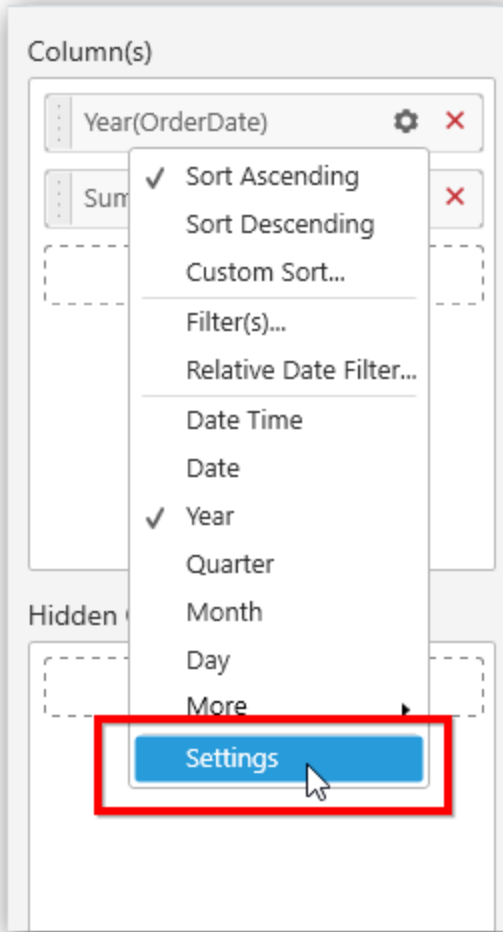 Column(s)
Year(OrderDate)
Sort Ascending
Sum
Sort Descending
Custom Sort...
Filter(s)...
Relative Date Filter...
Date Time
Date
Year
Quarter
Hidden
Month
Day
More
Settings